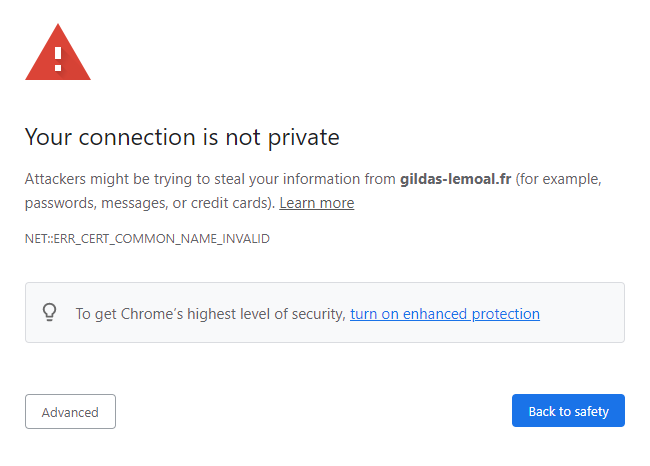 Your connection is not private
Attackers might be trying to steal your information from gildas-lemoal.fr (for example,
passwords, messages, or credit cards). Learn more
NET::ERR_CERT_COMMON_NAME_INVALID
To get Chrome's highest level of security, turn on enhanced protection
Advanced
Back to safety